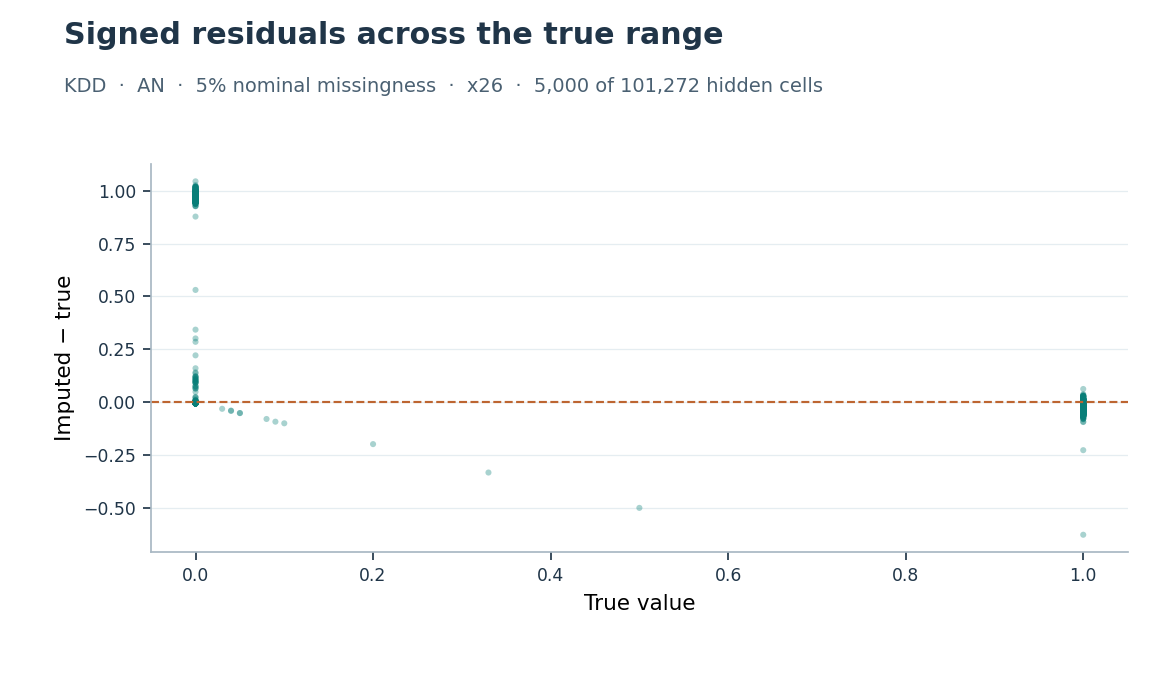 Signed residuals across the true range
KDD · AN · 5% nominal missingness · x26 · 5,000 of 101,272 hidden cells
Imputed − true
1.00
0.75
0.50
0.25
0.00
−0.25
−0.50
0.0 0.2 0.4 0.6 0.8 1.0
True value